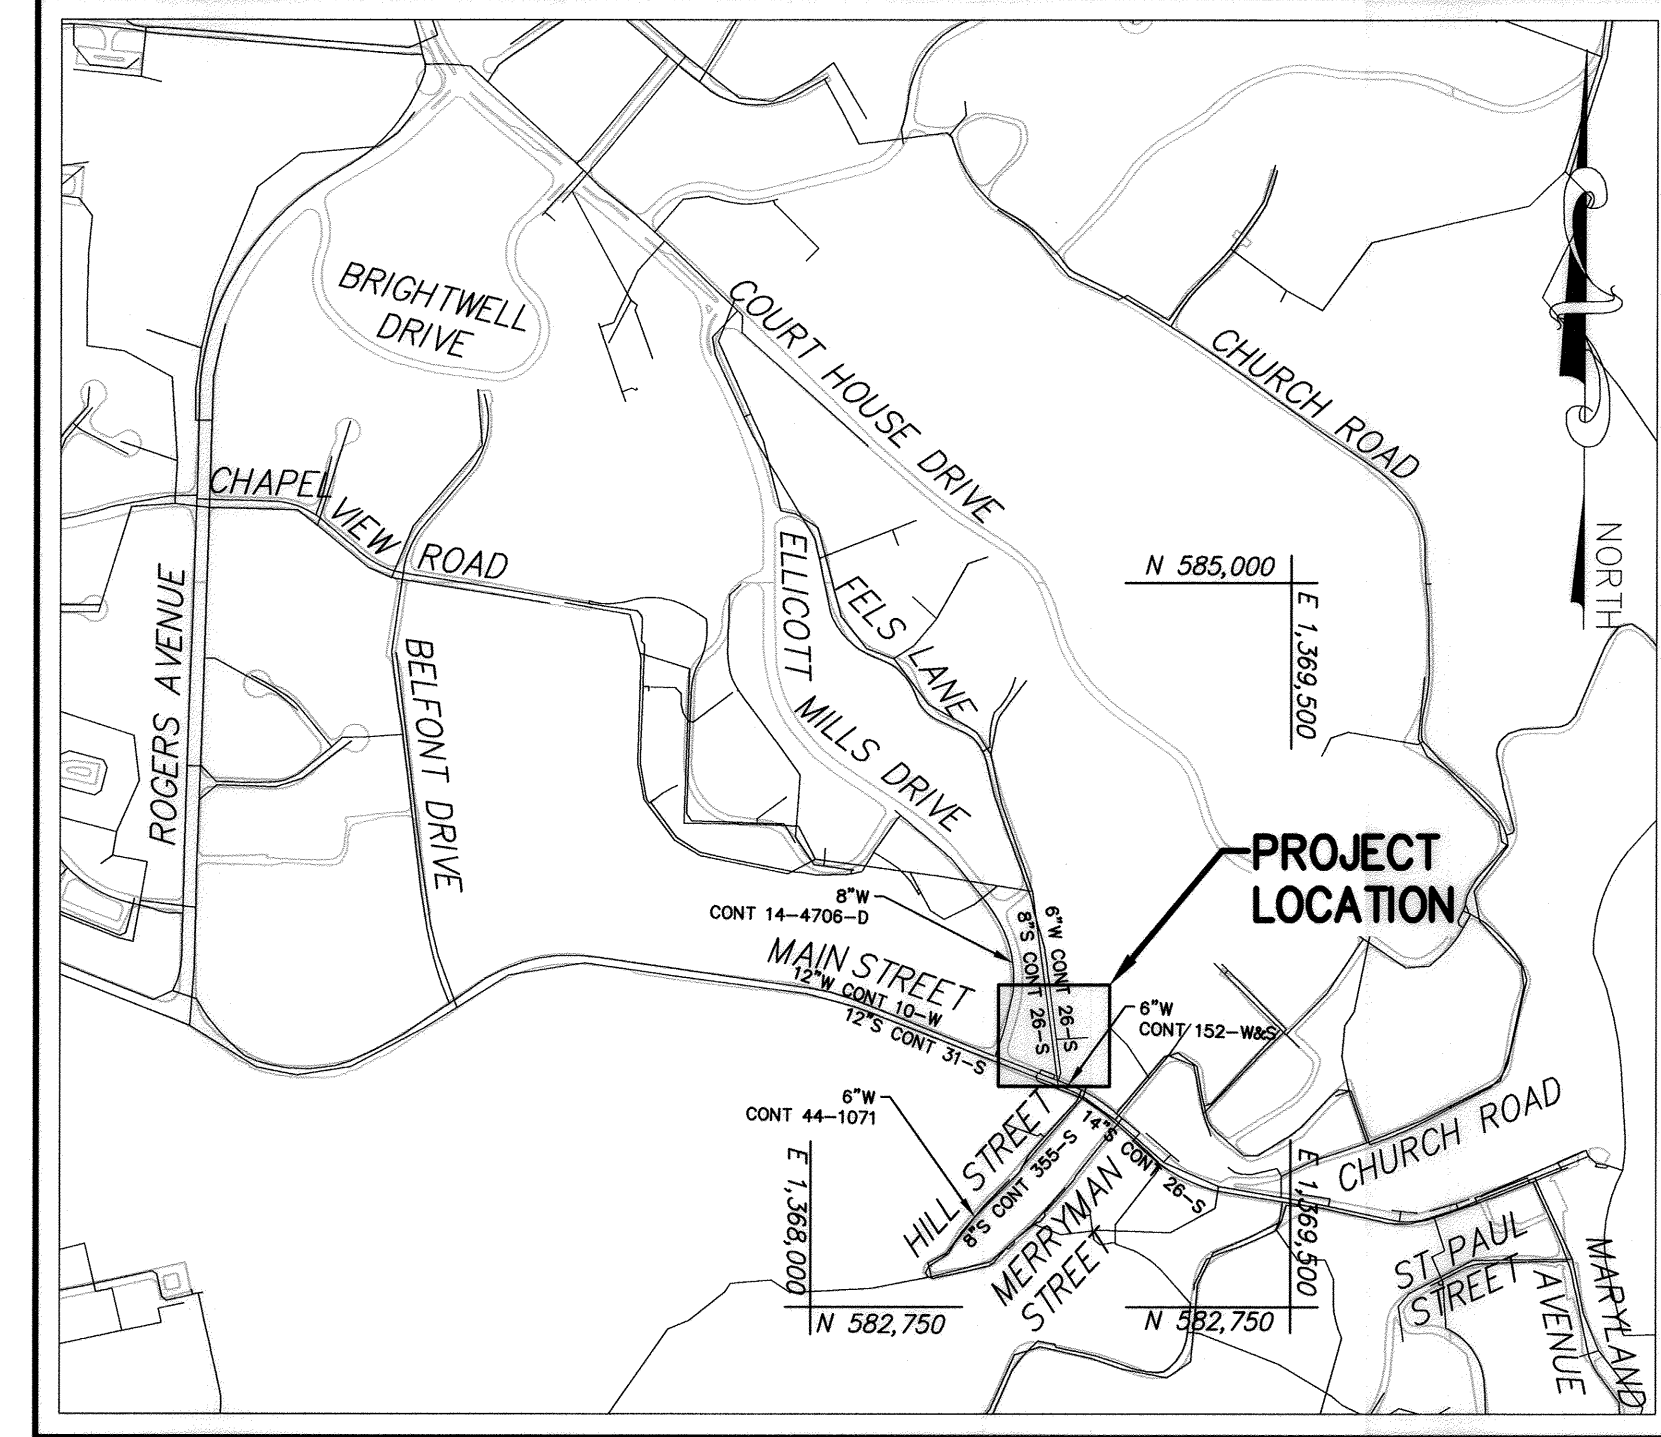 BRIGHTWELL
DRIVE
COURT HOUSE DRIVE
CHURCH ROAD
CHAPEL VIEW ROAD
NORTH
ROGERS AVENUE
BELFONT DRIVE
ELLICOTT MILLS DRIVE
FELS LANE
N 585,000
E 1,369,500
PROJECT
LOCATION
8"W
CONT 14-4706-D
6"W CONT 26-S
8"S CONT 26-S
MAIN STREET
12"W CONT 10-W
12"S CONT 31-S
6"W
CONT 152-W&S
6"W
CONT 44-1071
HILL STREET
8"S CONT 355-S
MERRYMAN
STREET
14"S CONT 26-S
CHURCH ROAD
E 1,368,000
N 582,750
E 1,369,500
N 582,750
ST PAUL
STREET
MARYLAND
AVENUE